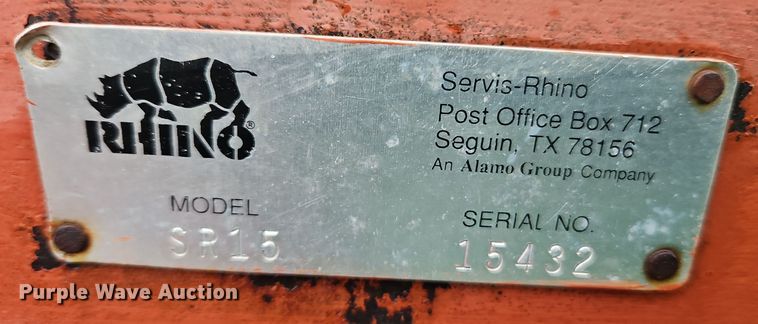 RHINO®
Servis-Rhino
Post Office Box 712
Seguin, TX 78156
An Alamo Group Company
MODEL
SR15
SERIAL NO.
15432
Purple Wave Auction